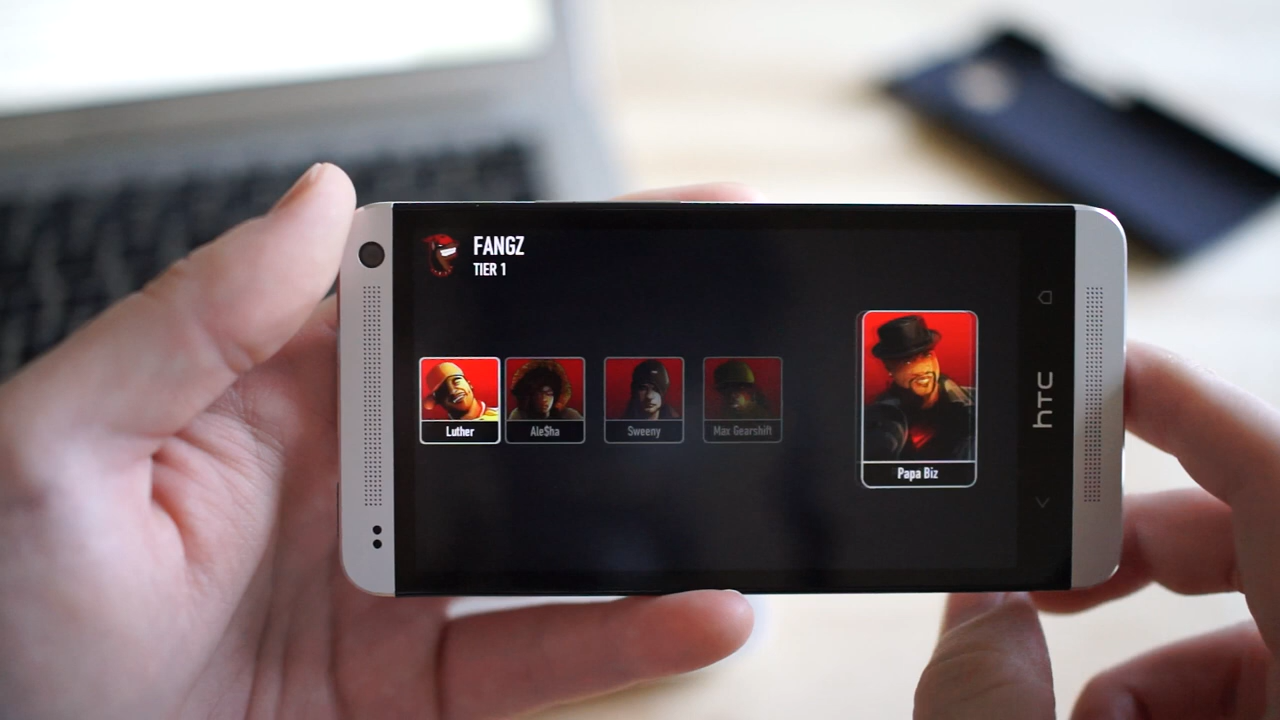 FANGZ
TIER 1
Luther
Ale$ha
Sweeny
Max Gearshift
Papa Biz
hTC